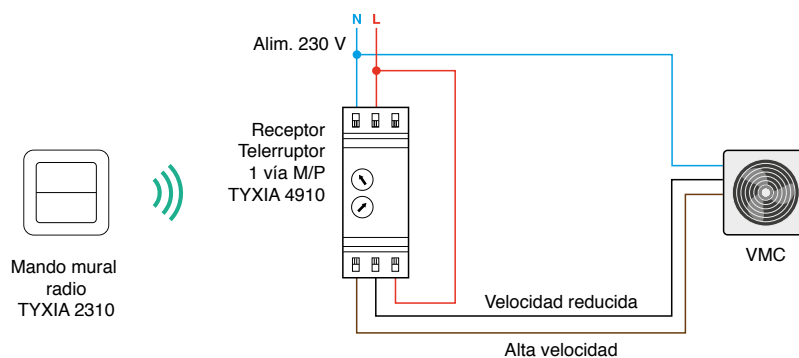 N L
Alim. 230 V
Receptor
Telerruptor
1 vía M/P
TYXIA 4910
Mando mural
radio
TYXIA 2310
VMC
Velocidad reducida
Alta velocidad